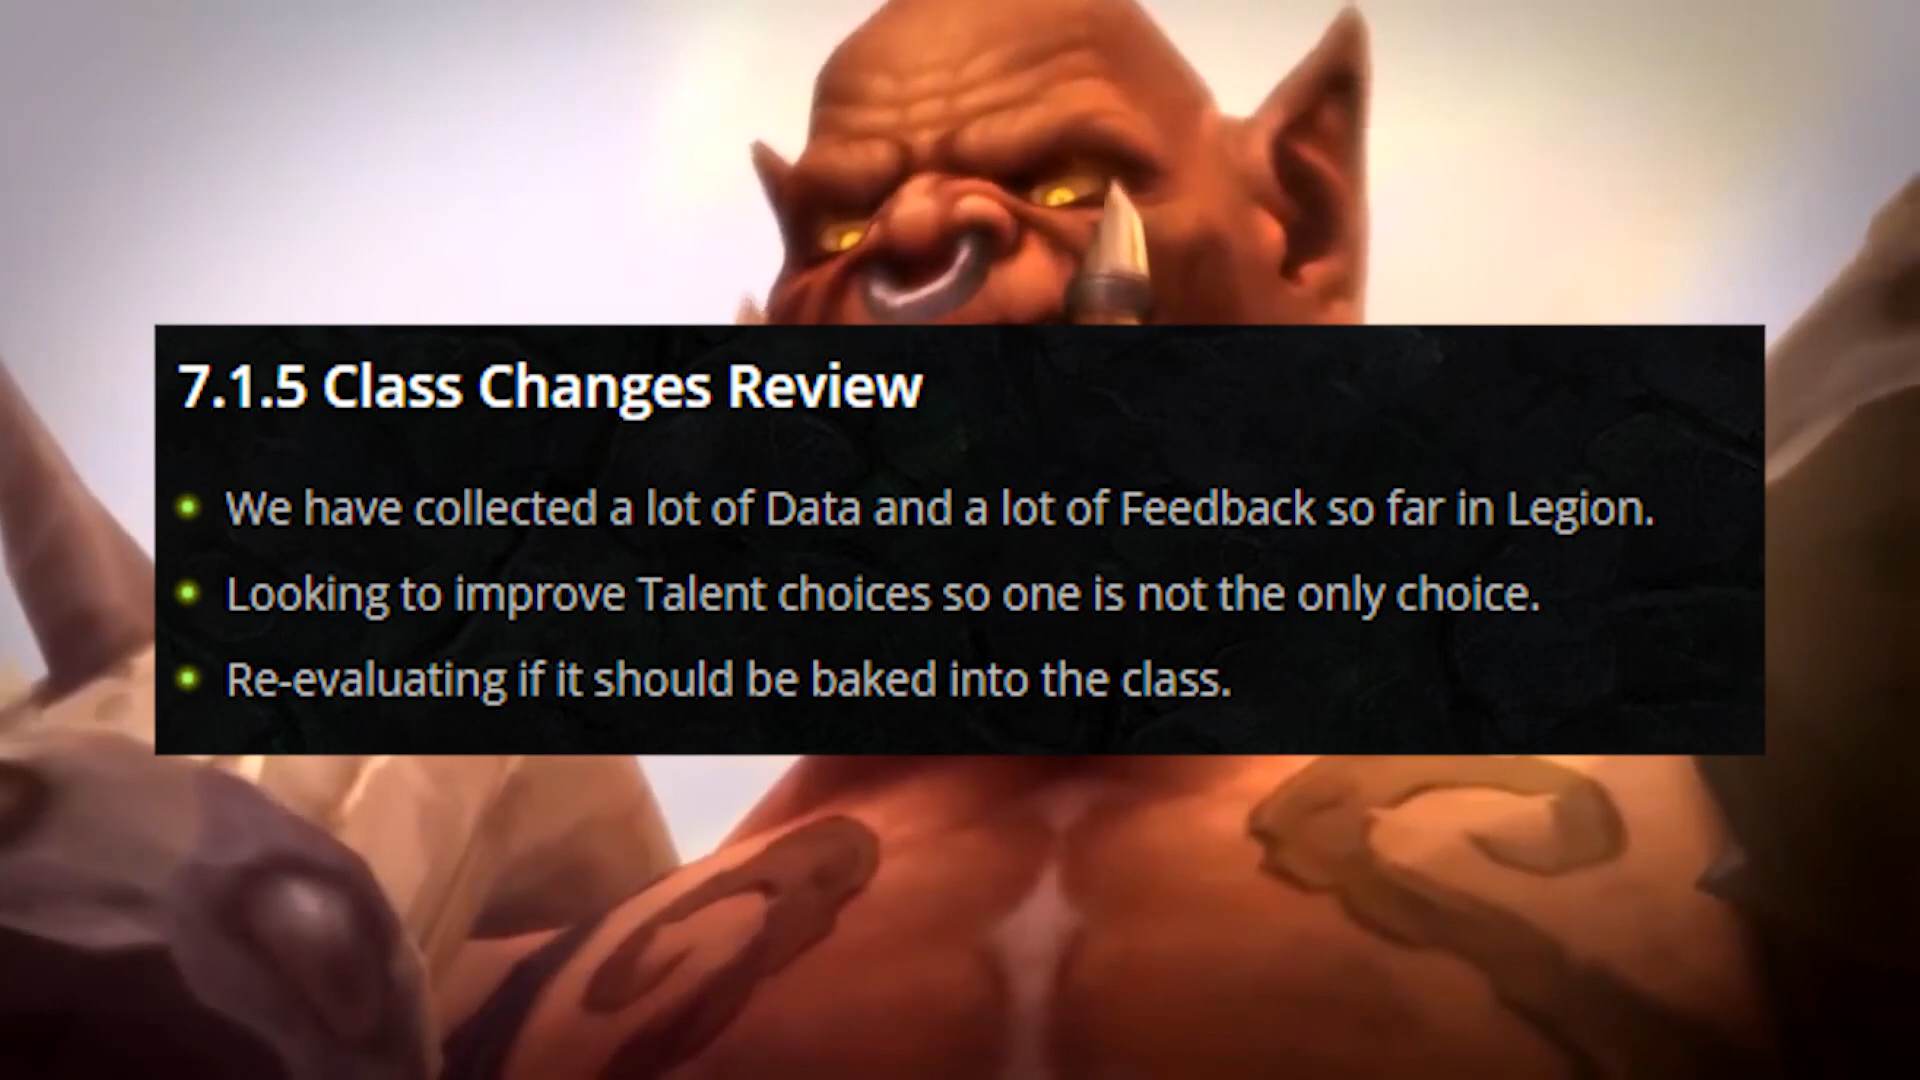 7.1.5 Class Changes Review
We have collected a lot of Data and a lot of Feedback so far in Legion.
Looking to improve Talent choices so one is not the only choice.
Re-evaluating if it should be baked into the class.